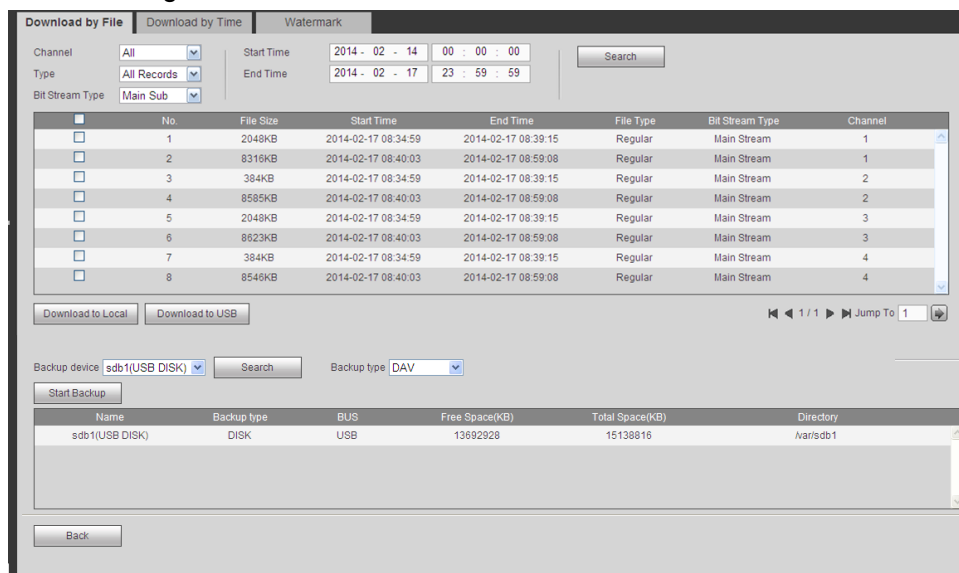 Download by File Download by Time Watermark
Channel All Start Time 2014 - 02 - 14 00 : 00 : 00 Search
Type All Records End Time 2014 - 02 - 17 23 : 59 : 59
Bit Stream Type Main Sub
No. File Size Start Time End Time File Type Bit Stream Type Channel
1 2048KB 2014-02-17 08:34:59 2014-02-17 08:39:15 Regular Main Stream 1
2 8316KB 2014-02-17 08:40:03 2014-02-17 08:59:08 Regular Main Stream 1
3 384KB 2014-02-17 08:34:59 2014-02-17 08:39:15 Regular Main Stream 2
4 8585KB 2014-02-17 08:40:03 2014-02-17 08:59:08 Regular Main Stream 2
5 2048KB 2014-02-17 08:34:59 2014-02-17 08:39:15 Regular Main Stream 3
6 8623KB 2014-02-17 08:40:03 2014-02-17 08:59:08 Regular Main Stream 3
7 384KB 2014-02-17 08:34:59 2014-02-17 08:39:15 Regular Main Stream 4
8 8546KB 2014-02-17 08:40:03 2014-02-17 08:59:08 Regular Main Stream 4
Download to Local Download to USB 1 / 1 Jump To 1
Backup device sdb1(USB DISK) Search Backup type DAV
Start Backup
Name Backup type BUS Free Space(KB) Total Space(KB) Directory
sdb1(USB DISK) DISK USB 13692928 15138816 /var/sdb1
Back